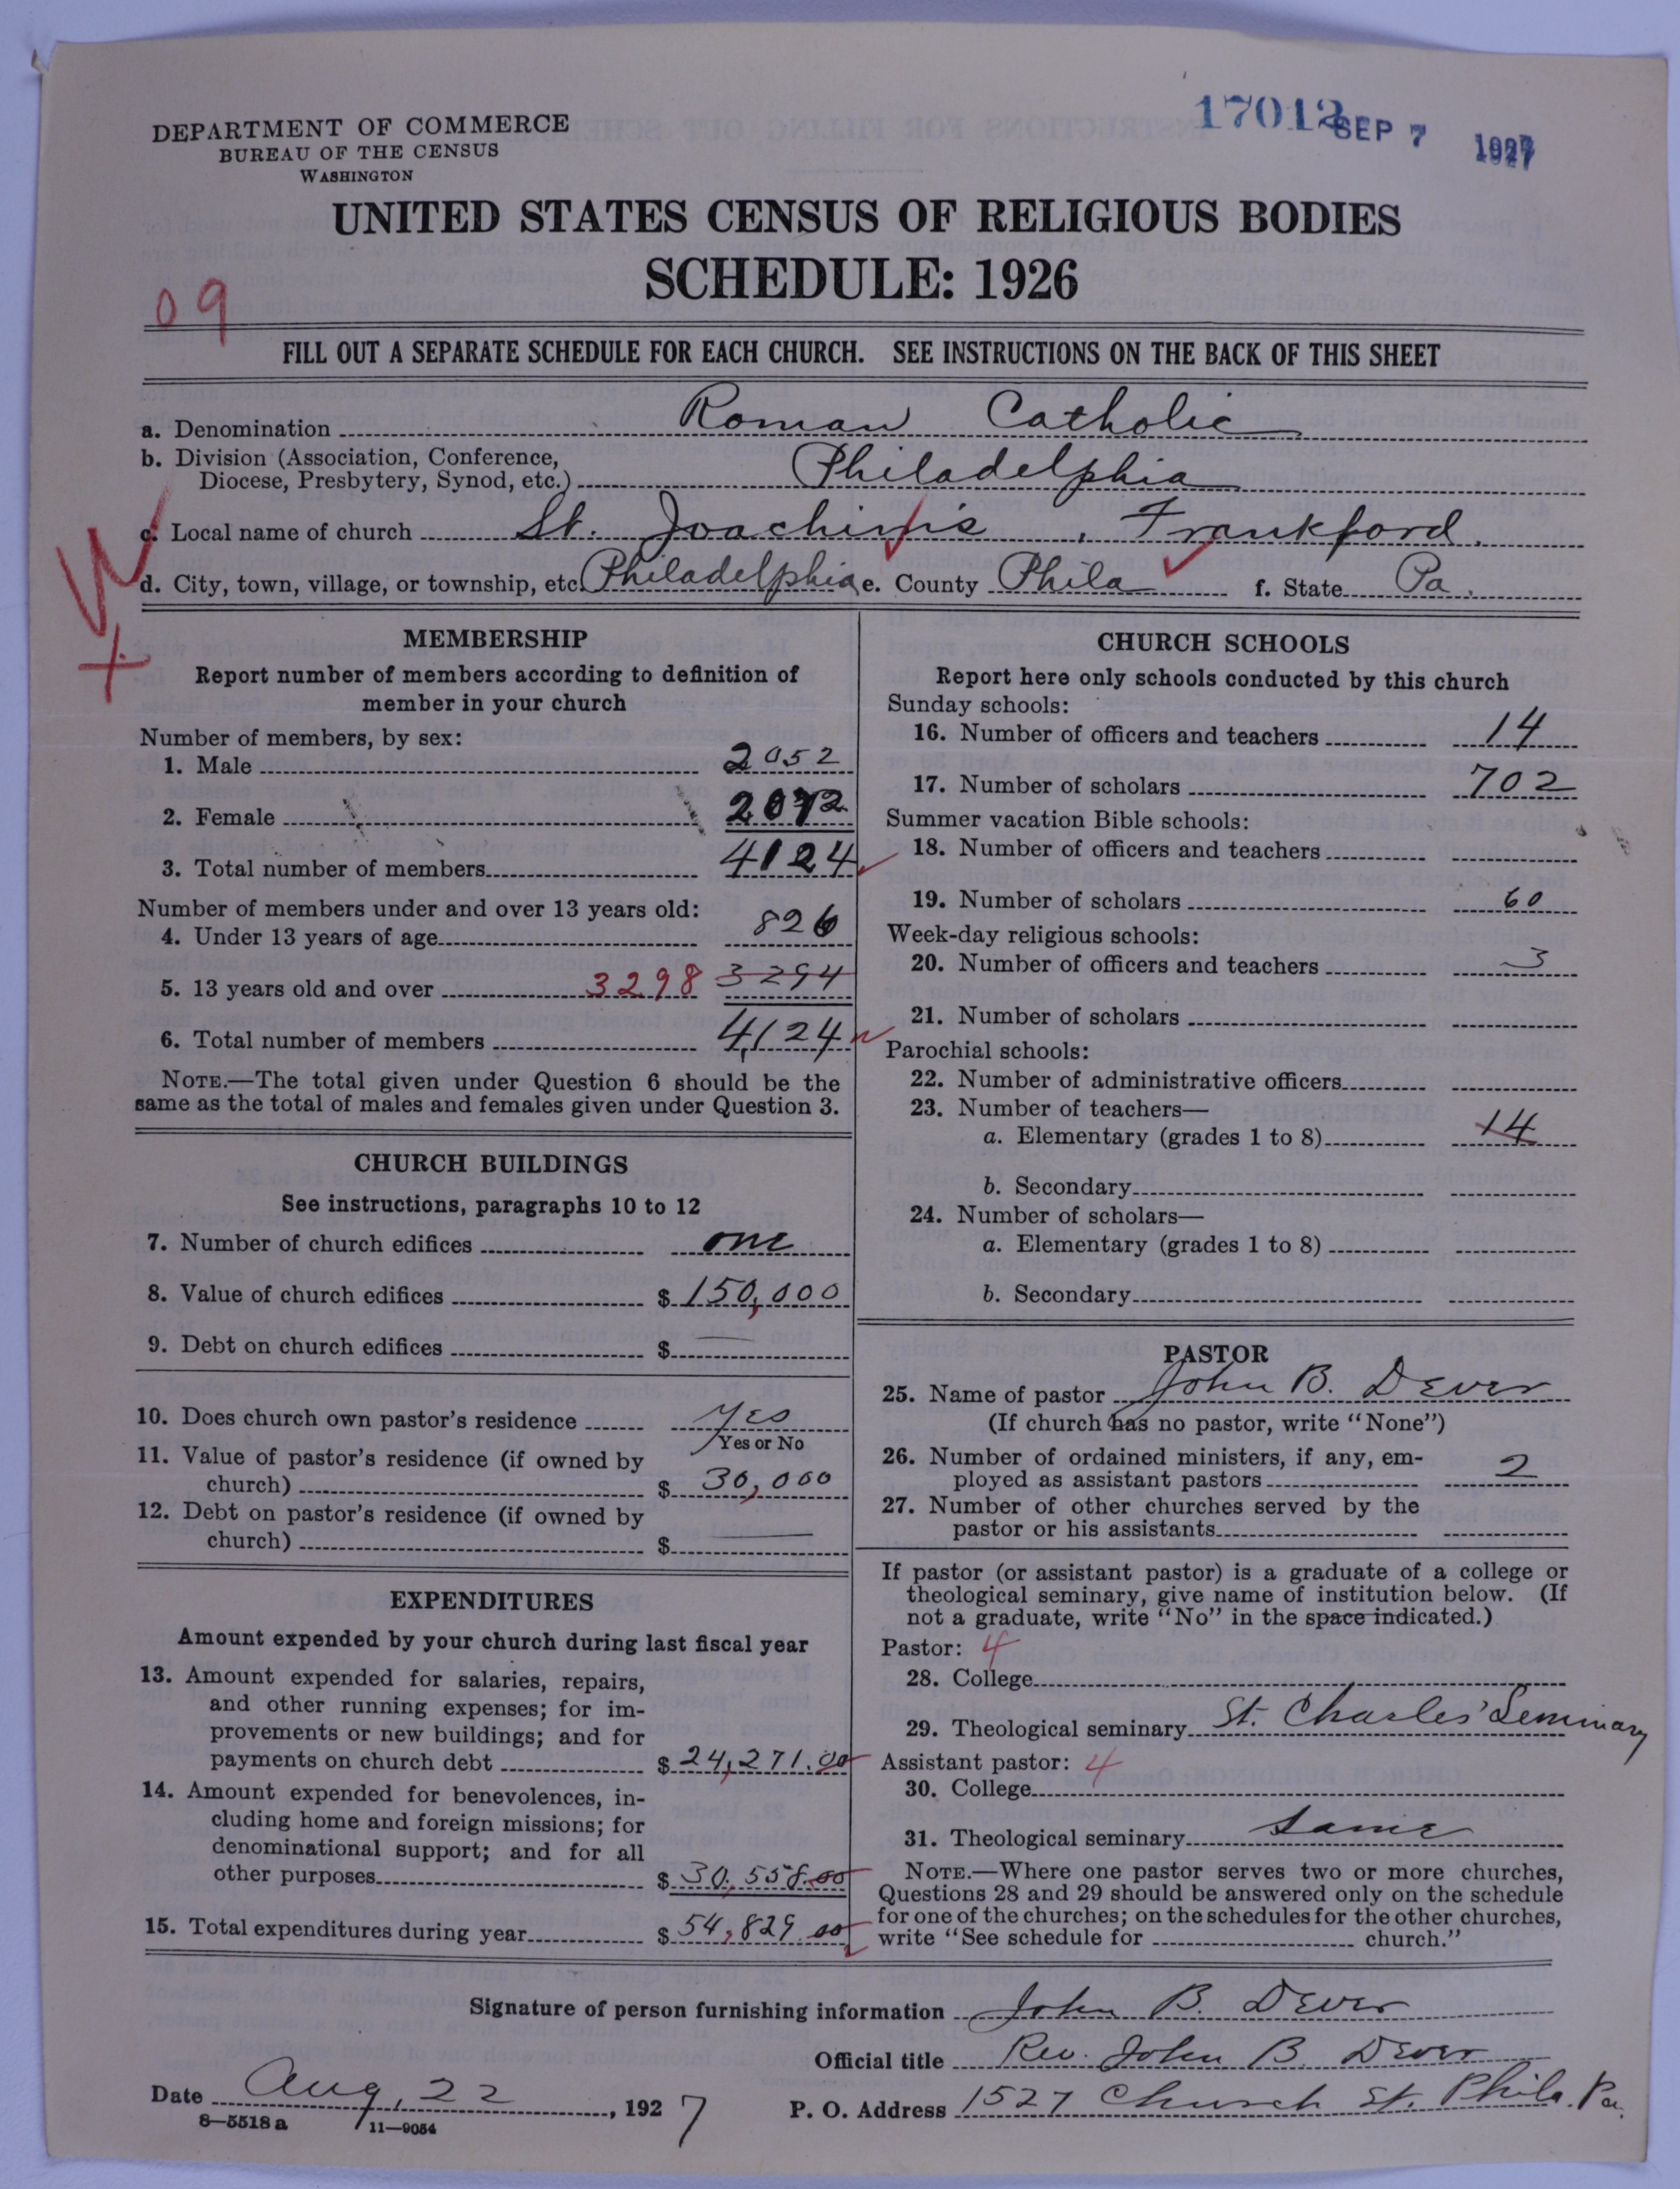 17012 SEP 7 1927
DEPARTMENT OF COMMERCE
BUREAU OF THE CENSUS
WASHINGTON
UNITED STATES CENSUS OF RELIGIOUS BODIES
SCHEDULE: 1926
09
FILL OUT A SEPARATE SCHEDULE FOR EACH CHURCH. SEE INSTRUCTIONS ON THE BACK OF THIS SHEET
a. Denomination Roman Catholic
b. Division (Association, Conference,
Diocese, Presbytery, Synod, etc.) Philadelphia
c. Local name of church St. Joachim's, Frankford.
d. City, town, village, or township, etc. Philadelphia e. County Phila f. State Pa.
MEMBERSHIP
Report number of members according to definition of
member in your church
Number of members, by sex:
1. Male 2052
2. Female 2072
3. Total number of members 4124
Number of members under and over 13 years old:
4. Under 13 years of age 826
5. 13 years old and over 3298 3294
6. Total number of members 4,124
NOTE.—The total given under Question 6 should be the
same as the total of males and females given under Question 3.
CHURCH BUILDINGS
See instructions, paragraphs 10 to 12
7. Number of church edifices one
8. Value of church edifices $ 150,000
9. Debt on church edifices $ —
10. Does church own pastor's residence Yes
Yes or No
11. Value of pastor's residence (if owned by
church) $ 30,000
12. Debt on pastor's residence (if owned by
church) $ —
EXPENDITURES
Amount expended by your church during last fiscal year
13. Amount expended for salaries, repairs,
and other running expenses; for im-
provements or new buildings; and for
payments on church debt $ 24,271.00
14. Amount expended for benevolences, in-
cluding home and foreign missions; for
denominational support; and for all
other purposes $ 30,558.00
15. Total expenditures during year $ 54,829.00
CHURCH SCHOOLS
Report here only schools conducted by this church
Sunday schools:
16. Number of officers and teachers 14
17. Number of scholars 702
Summer vacation Bible schools:
18. Number of officers and teachers
19. Number of scholars 60
Week-day religious schools:
20. Number of officers and teachers 3
21. Number of scholars
Parochial schools:
22. Number of administrative officers
23. Number of teachers—
a. Elementary (grades 1 to 8) 14
b. Secondary
24. Number of scholars—
a. Elementary (grades 1 to 8)
b. Secondary
PASTOR
25. Name of pastor John B. Dever
(If church has no pastor, write "None")
26. Number of ordained ministers, if any, em-
ployed as assistant pastors 2
27. Number of other churches served by the
pastor or his assistants
If pastor (or assistant pastor) is a graduate of a college or
theological seminary, give name of institution below. (If
not a graduate, write "No" in the space indicated.)
Pastor: 4
28. College
29. Theological seminary St. Charles' Seminary
Assistant pastor: 4
30. College
31. Theological seminary Same
NOTE.—Where one pastor serves two or more churches,
Questions 28 and 29 should be answered only on the schedule
for one of the churches; on the schedules for the other churches,
write "See schedule for church."
Signature of person furnishing information John B. Dever
Official title Rev. John B. Dever
Date Aug, 22, 1927 P. O. Address 1527 Church St. Phila. Pa.
8—5518a 11—9054